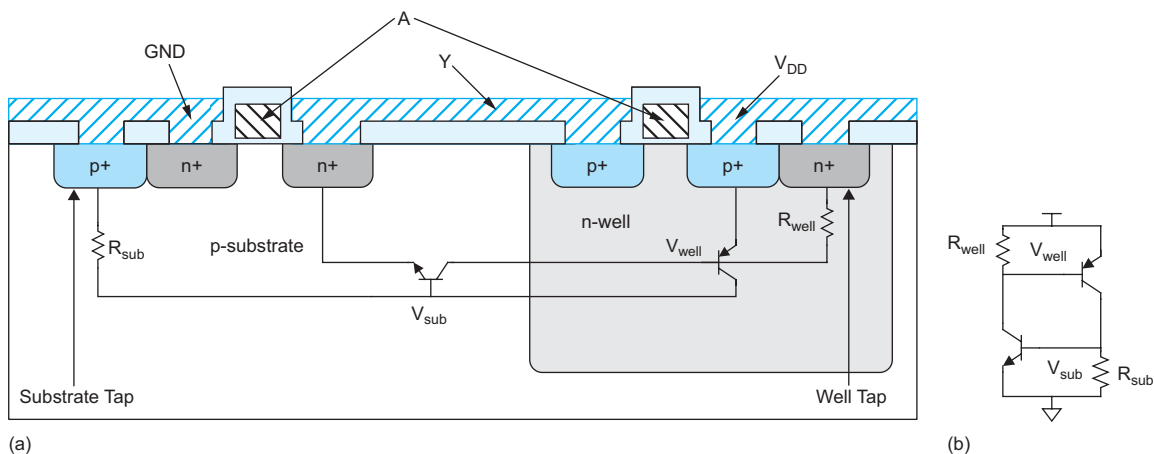 A
GND
Y
VDD
p+
n+
n+
p+
p+
n+
Rsub
p-substrate
n-well
Rwell
Vwell
Vsub
Substrate Tap
Well Tap
(a)
Rwell
Vwell
Vsub
Rsub
(b)